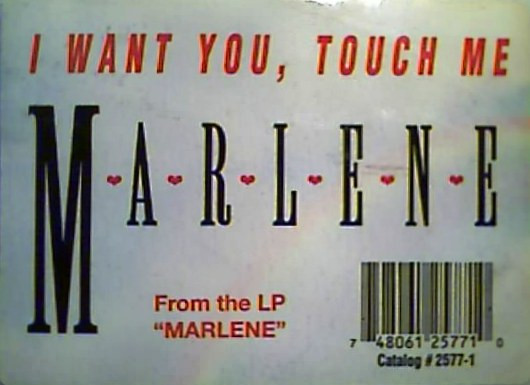 I WANT YOU, TOUCH ME
M❤A❤R❤L❤E❤N❤E
From the LP
"MARLENE"
7 48061 25771 0
Catalog # 2577-1